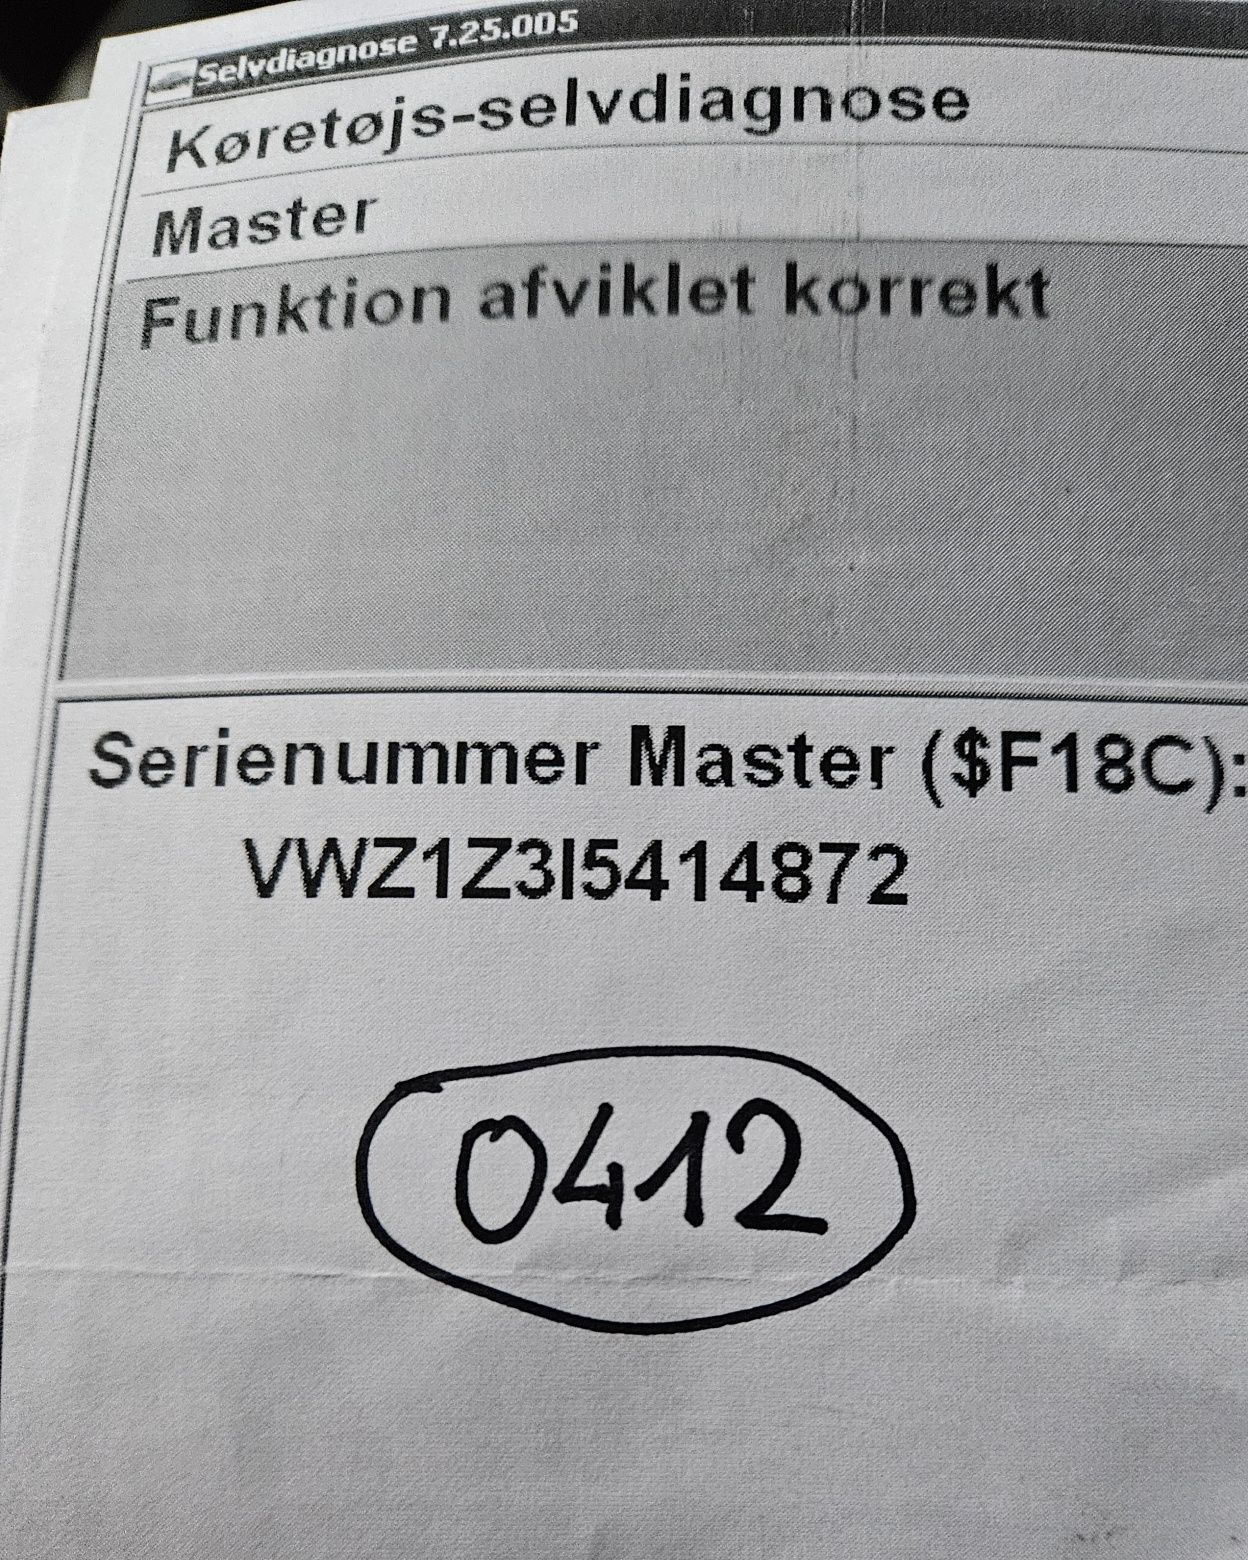 Selvdiagnose 7.25.005
Køretøjs-selvdiagnose
Master
Funktion afviklet korrekt
Serienummer Master ($F18C):
VWZ1Z3I5414872
0412